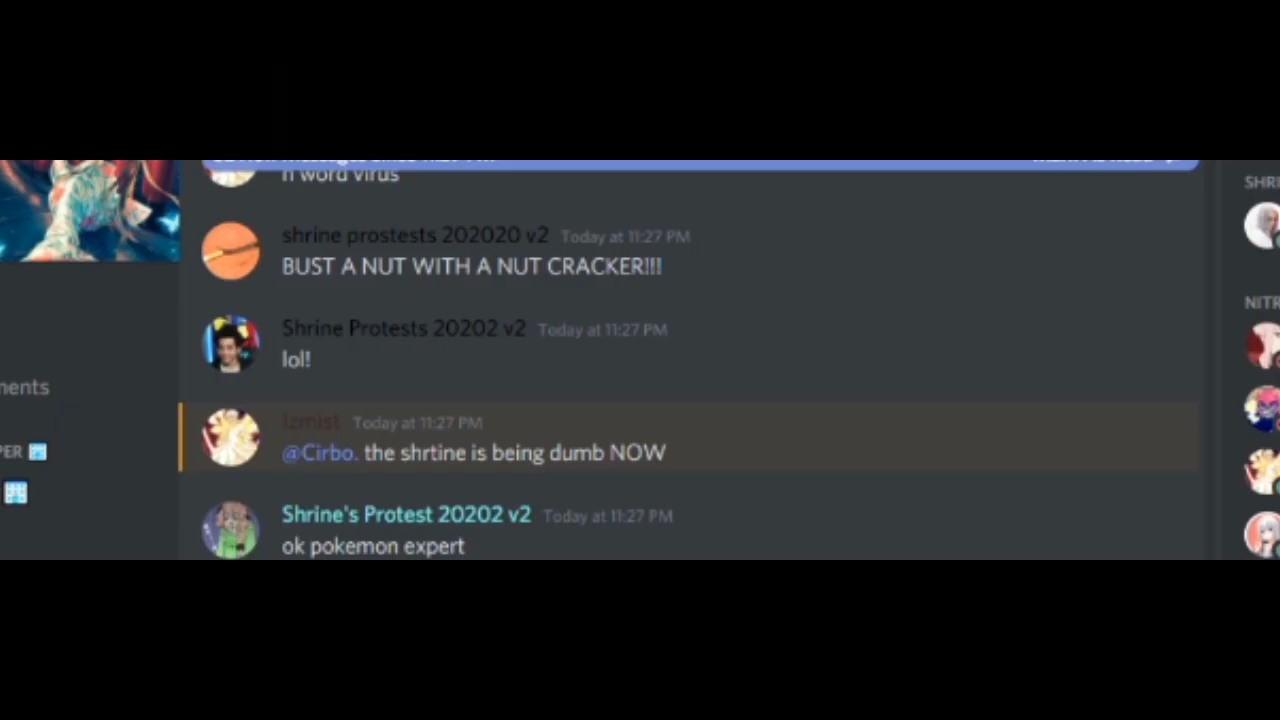 n word virus
SHRI
shrine prostests 202020 v2 Today at 11:27 PM
BUST A NUT WITH A NUT CRACKER!!!
NITR
Shrine Protests 20202 v2 Today at 11:27 PM
lol!
ments
Izmist Today at 11:27 PM
@Cirbo. the shrtine is being dumb NOW
PER
Shrine's Protest 20202 v2 Today at 11:27 PM
ok pokemon expert